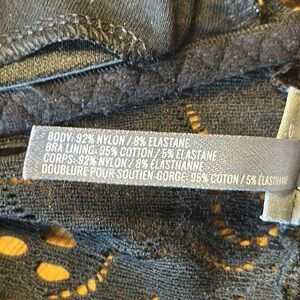 BODY: 92% NYLON / 8% ELASTANE
BRA LINING: 95% COTTON / 5% ELASTANE
CORPS: 92% NYLON / 8% ÉLASTHANNE
DOUBLURE POUR SOUTIEN-GORGE: 95% COTON / 5% ÉLASTHANNE